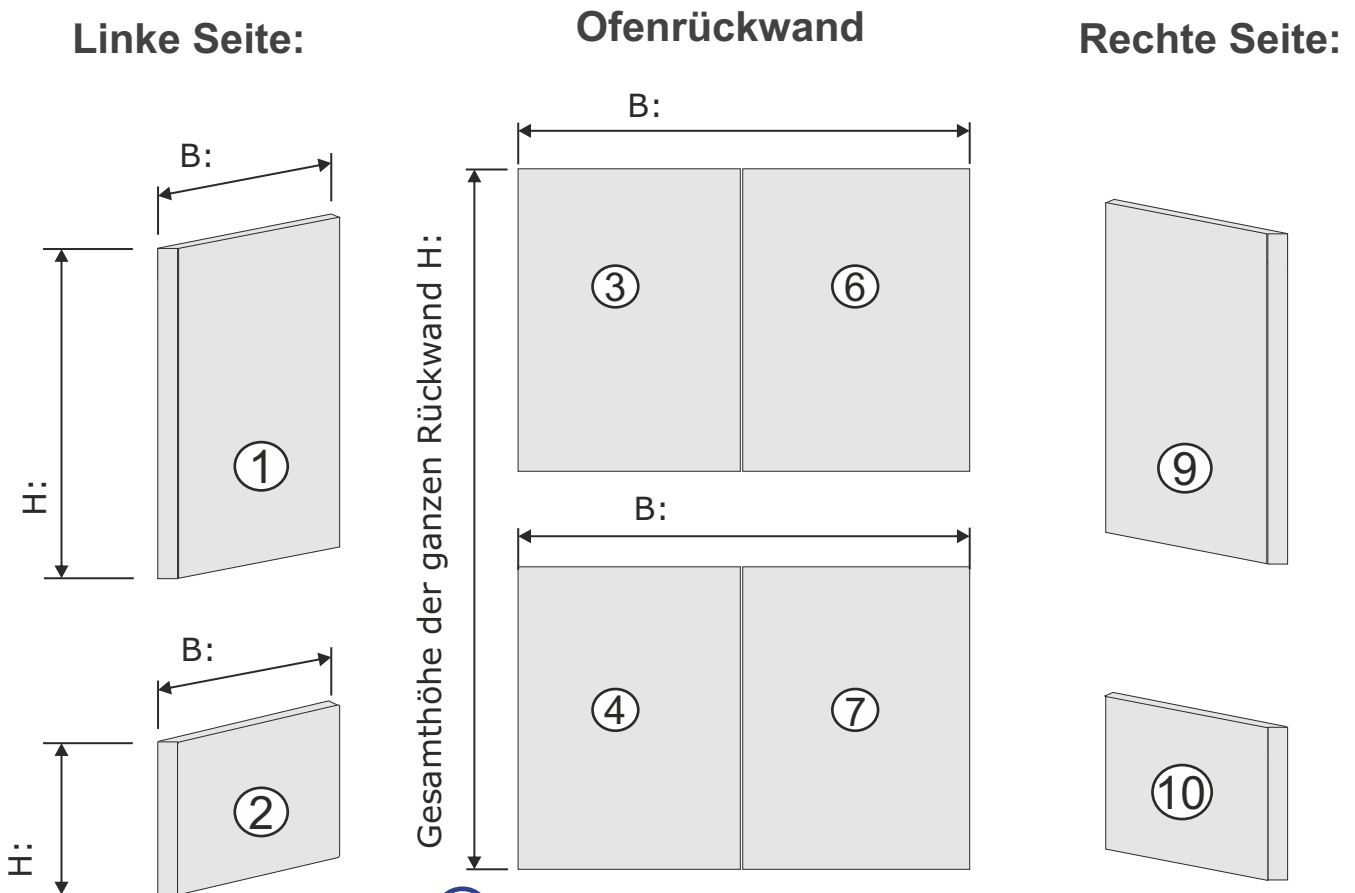 Linke Seite:
Ofenrückwand
Rechte Seite:
B:
B:
H:
1
Gesamthöhe der ganzen Rückwand H:
3
6
9
B:
B:
H:
2
4
7
10